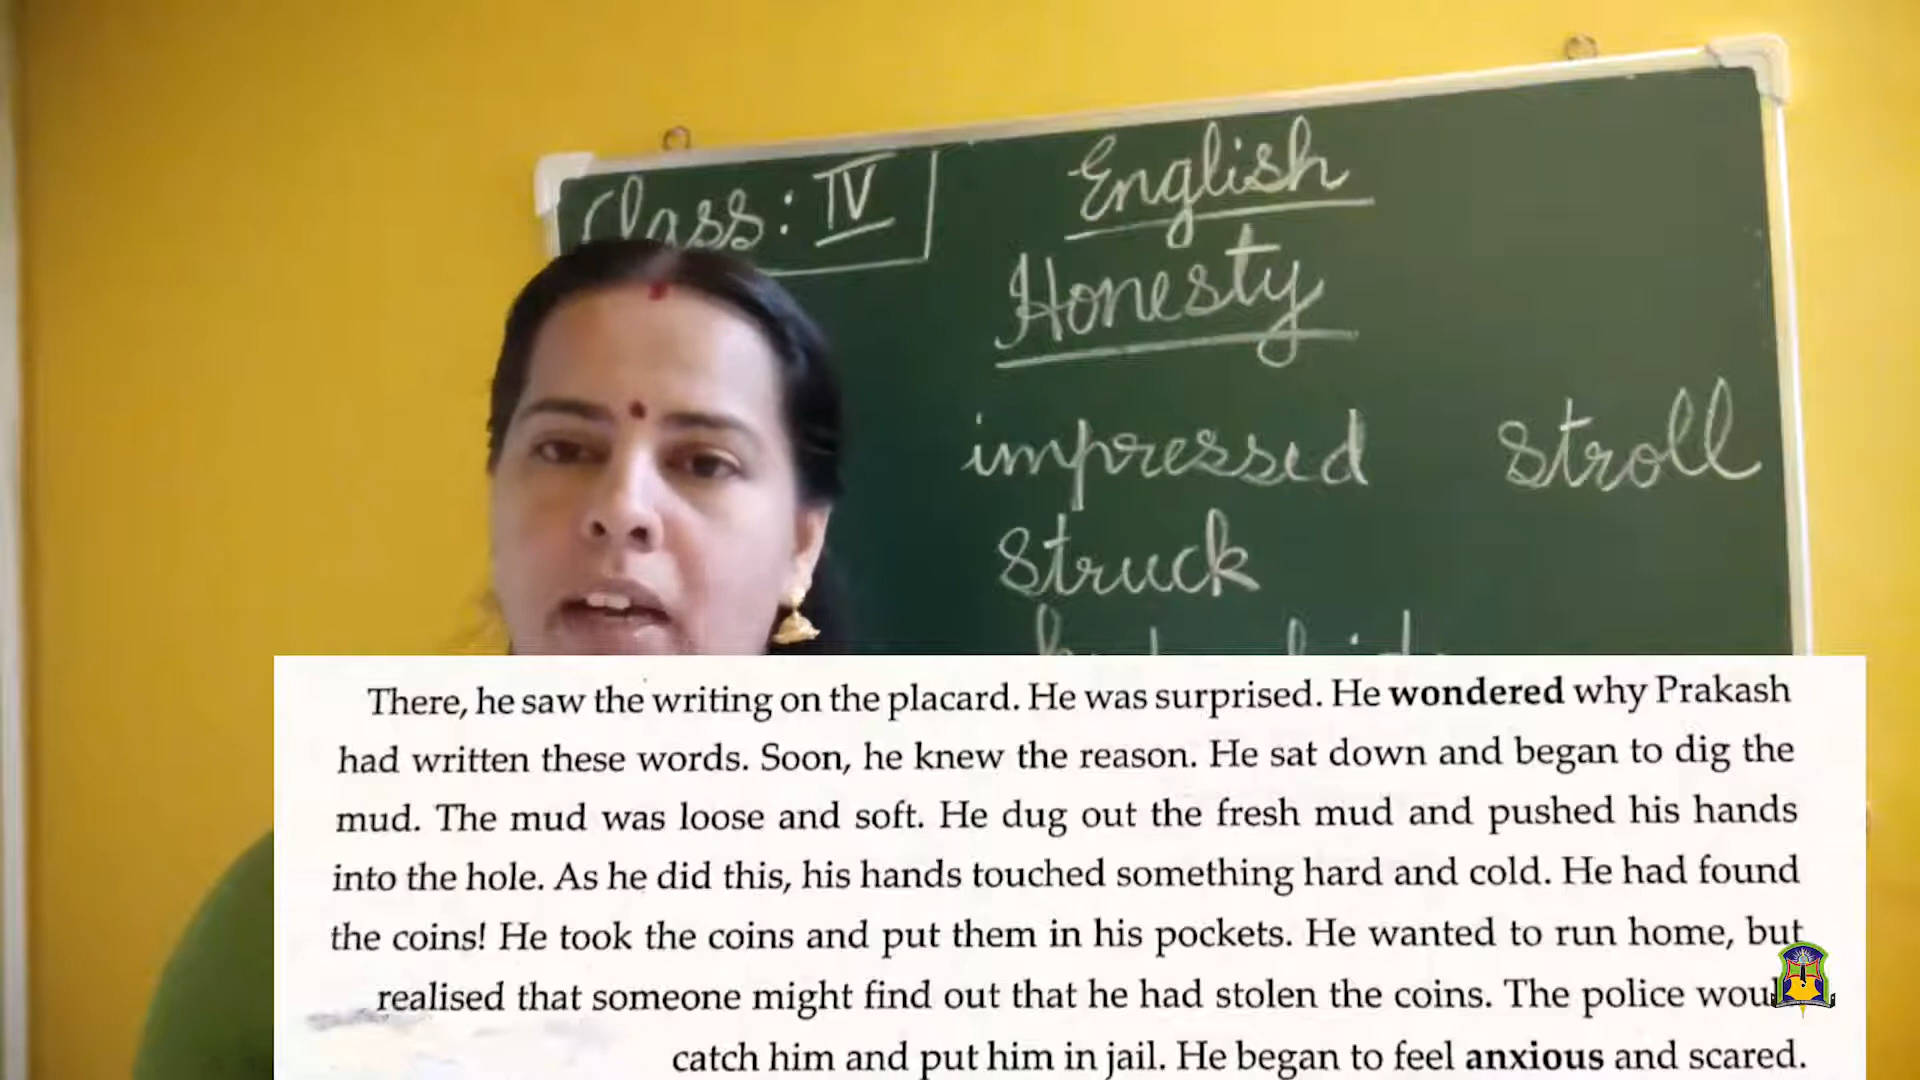 Class: IV
English
Honesty
impressed stroll
struck
There, he saw the writing on the placard. He was surprised. He wondered why Prakash
had written these words. Soon, he knew the reason. He sat down and began to dig the
mud. The mud was loose and soft. He dug out the fresh mud and pushed his hands
into the hole. As he did this, his hands touched something hard and cold. He had found
the coins! He took the coins and put them in his pockets. He wanted to run home, but
realised that someone might find out that he had stolen the coins. The police would
catch him and put him in jail. He began to feel anxious and scared.